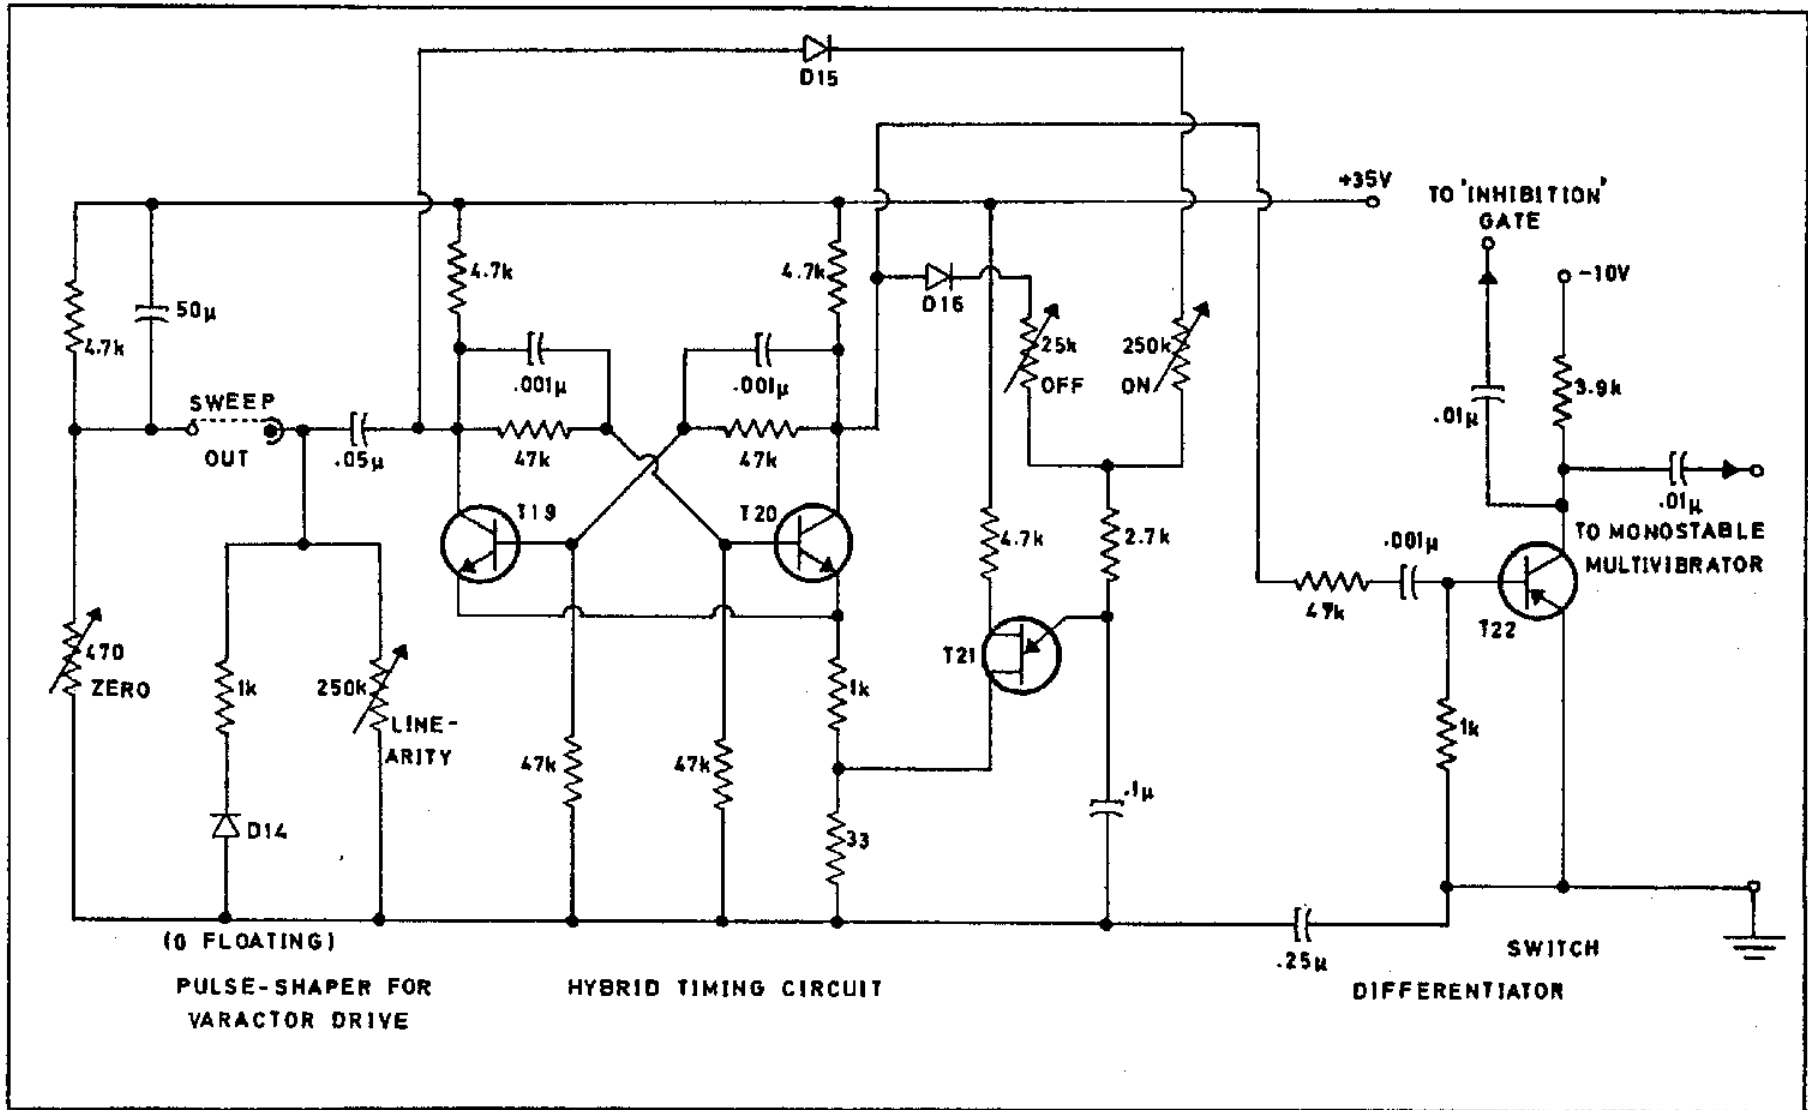 D15
+35V
TO 'INHIBITION'
GATE
-10V
4.7k
4.7k
D16
50µ
4.7k
.001µ
.001µ
25k
OFF
250k
ON
3.9k
.01µ
SWEEP
OUT
.05µ
47k
47k
.01µ
TO MONOSTABLE
MULTIVIBRATOR
T19
T20
4.7k
2.7k
.001µ
47k
T22
T21
470
ZERO
1k
250k
LINE-
ARITY
1k
1k
47k
47k
.1µ
D14
33
(0 FLOATING)
.25µ
SWITCH
PULSE-SHAPER FOR
VARACTOR DRIVE
HYBRID TIMING CIRCUIT
DIFFERENTIATOR